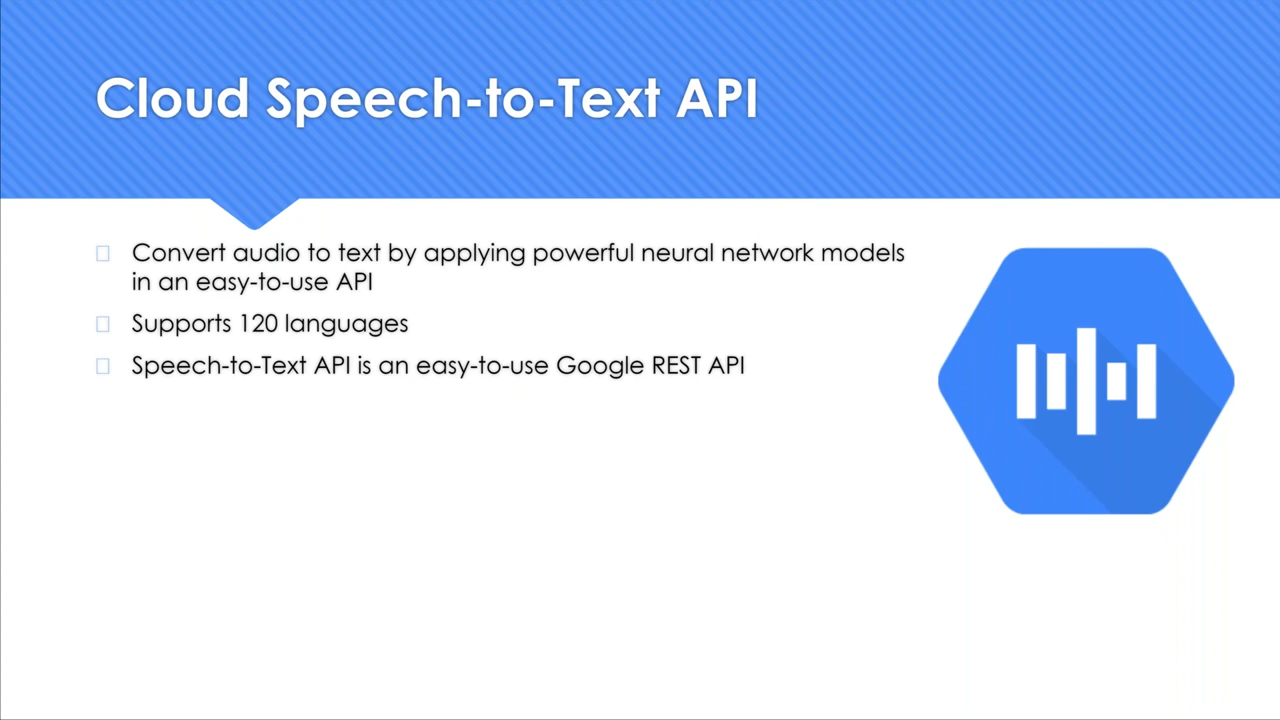 Cloud Speech-to-Text API
Convert audio to text by applying powerful neural network models
in an easy-to-use API
Supports 120 languages
Speech-to-Text API is an easy-to-use Google REST API